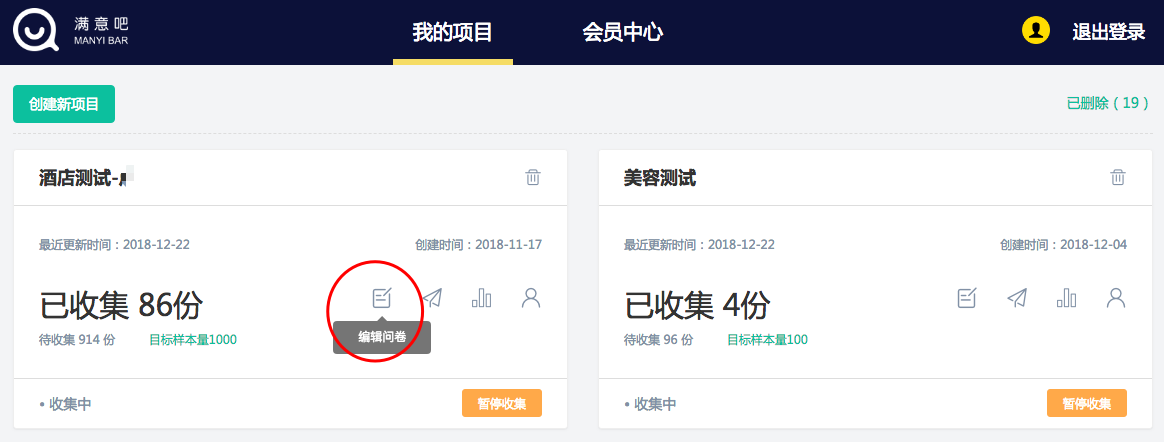 满意吧
MANYI BAR
我的项目
会员中心
退出登录
创建新项目
已删除（19）
酒店测试-
最近更新时间：2018-12-22
创建时间：2018-11-17
已收集 86份
待收集 914 份
目标样本量1000
编辑问卷
• 收集中
暂停收集
美容测试
最近更新时间：2018-12-22
创建时间：2018-12-04
已收集 4份
待收集 96 份
目标样本量100
• 收集中
暂停收集